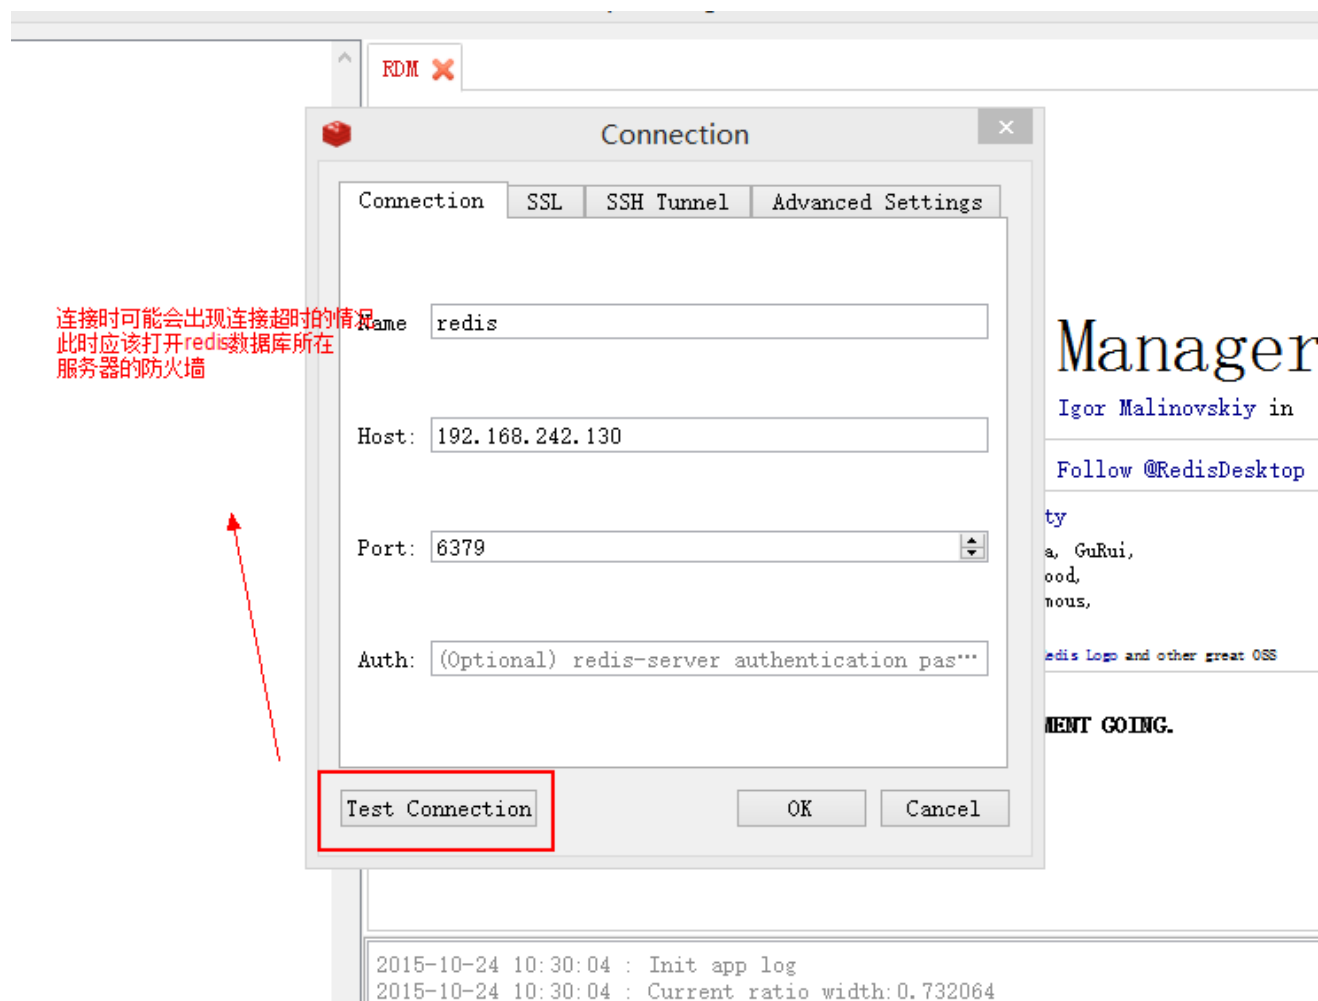 RDM
Connection
Connection SSL SSH Tunnel Advanced Settings
连接时可能会出现连接超时的情况
此时应该打开redis数据库所在
服务器的防火墙
Name redis
Host: 192.168.242.130
Port: 6379
Auth: (Optional) redis-server authentication pas…
Test Connection OK Cancel
Manager
Igor Malinovskiy in
Follow @RedisDesktop
ty
a, GuRui,
ood,
mous,
edis Logo and other great OSS
MENT GOING.
2015-10-24 10:30:04 : Init app log
2015-10-24 10:30:04 : Current ratio width:0.732064